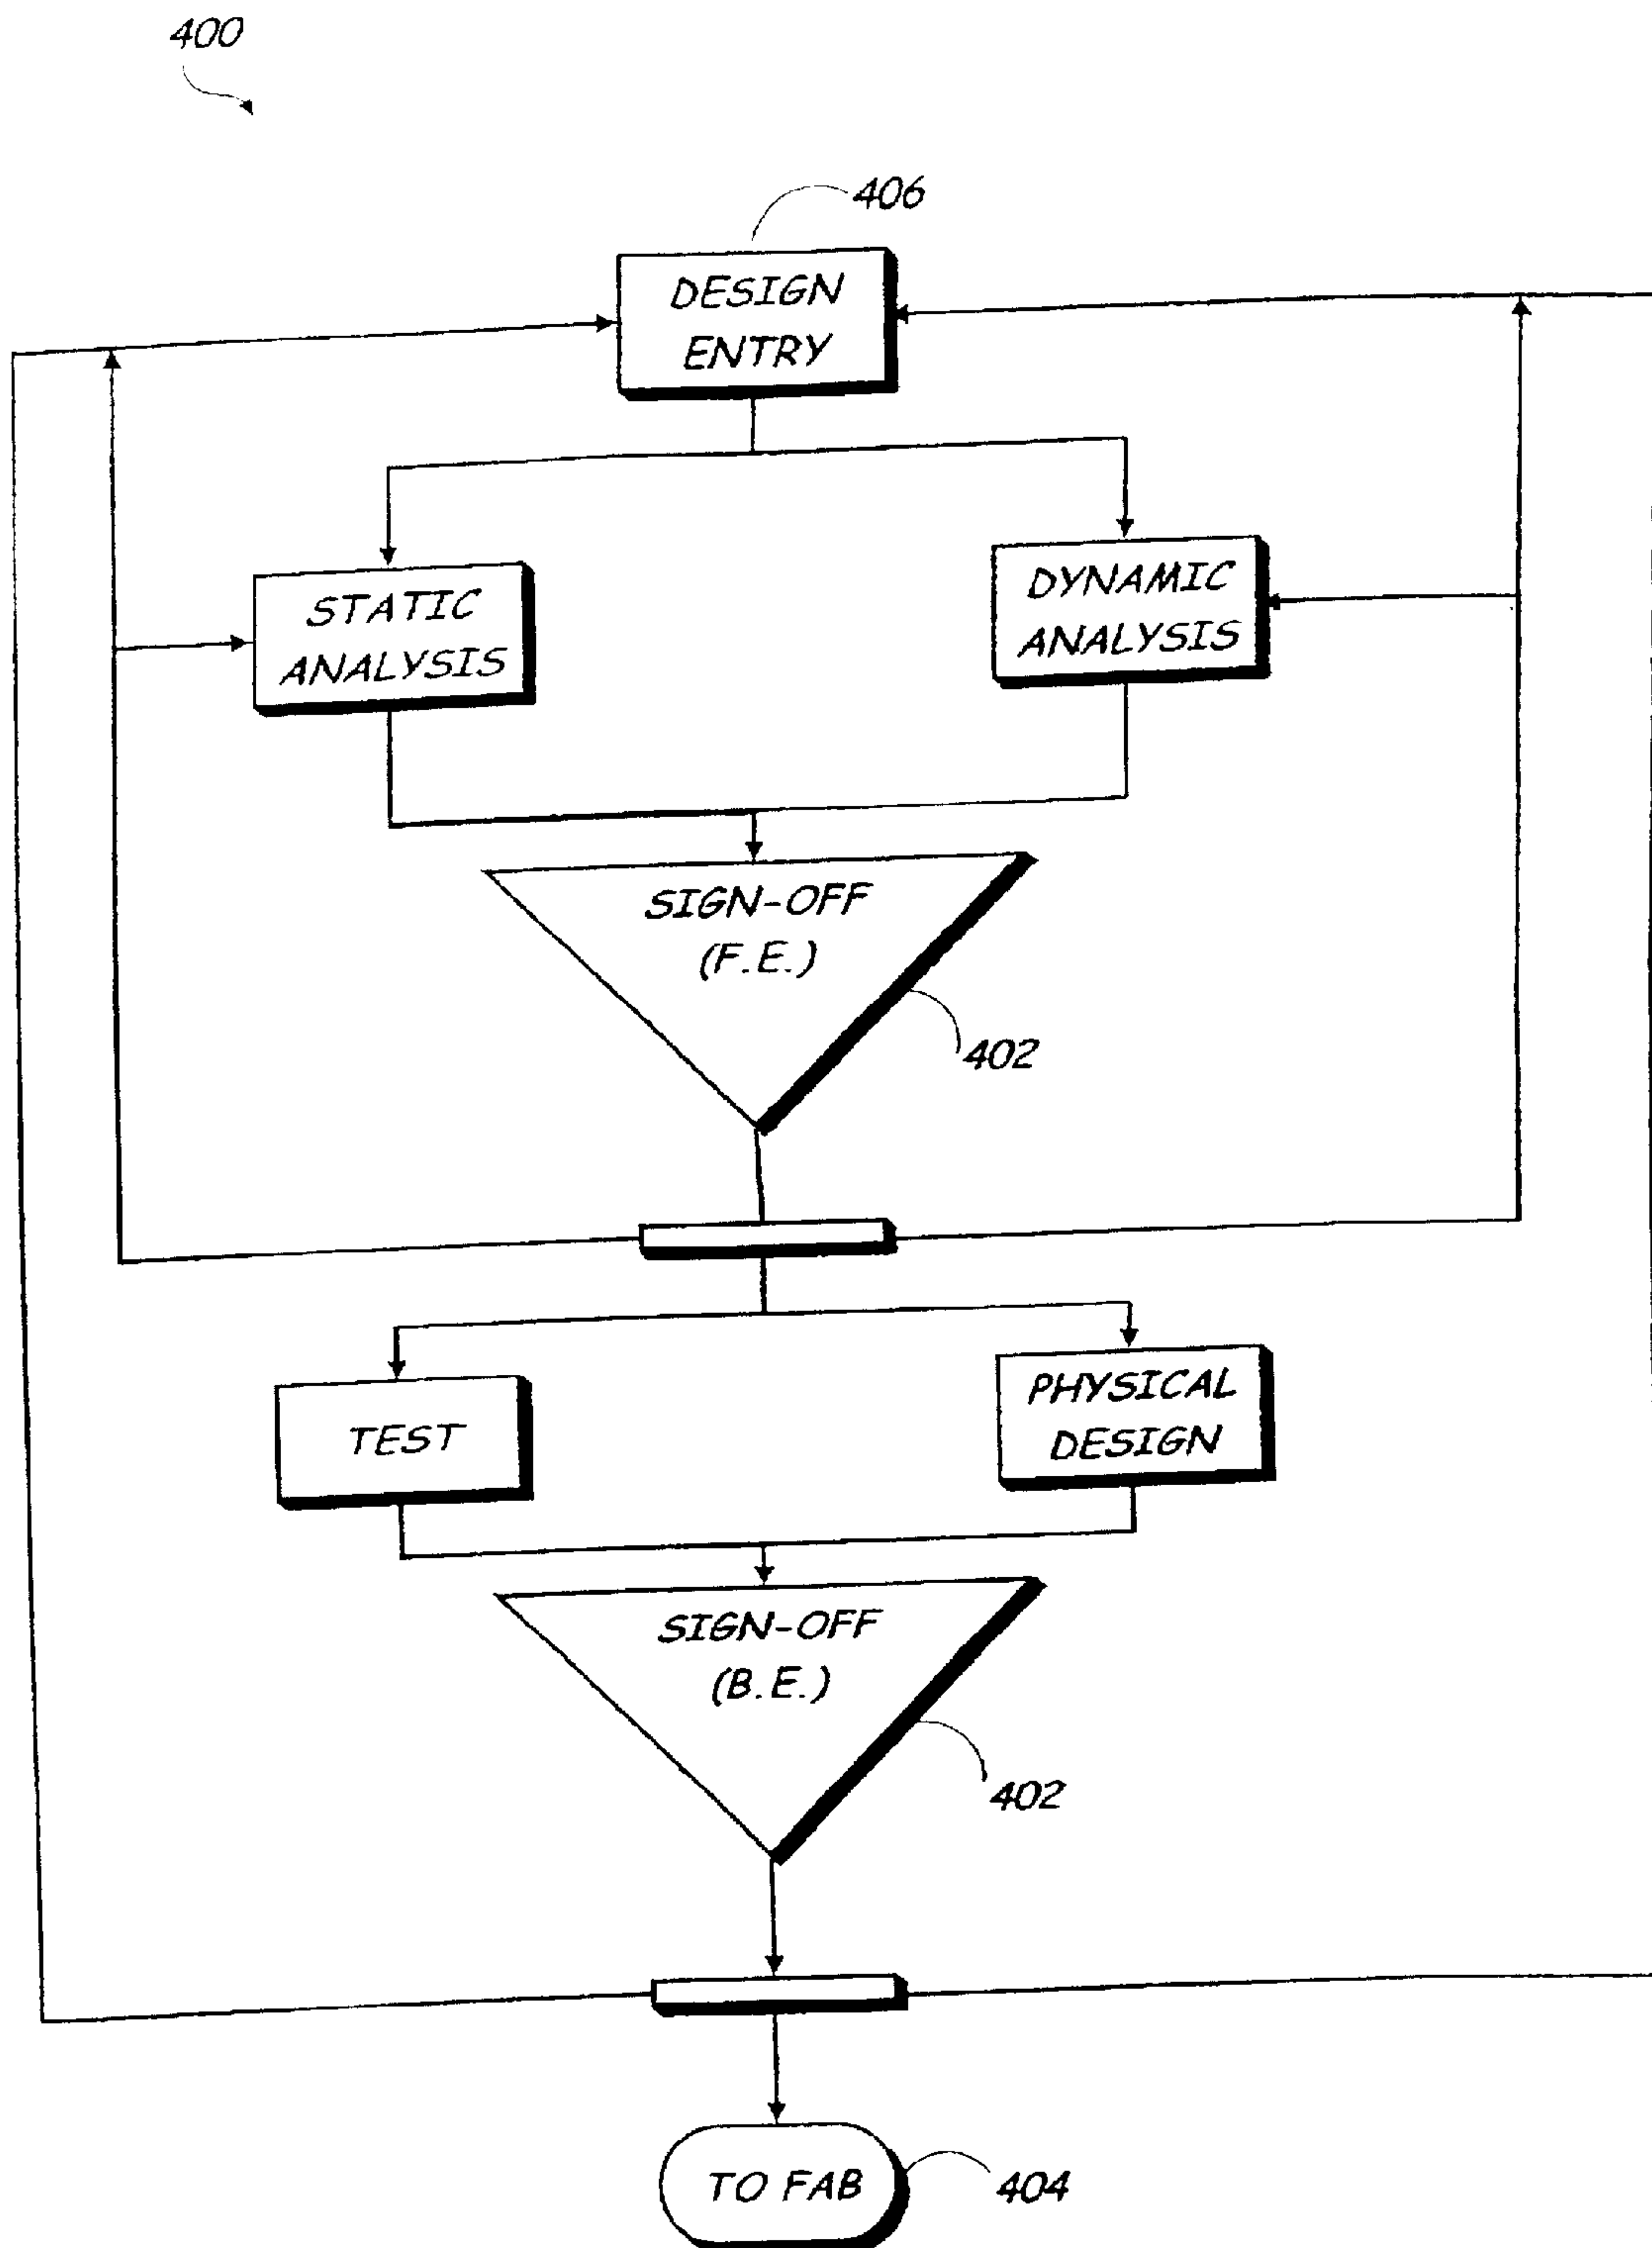 400
406
DESIGN
ENTRY
STATIC
ANALYSIS
DYNAMIC
ANALYSIS
SIGN-OFF
(F.E.)
402
TEST
PHYSICAL
DESIGN
SIGN-OFF
(B.E.)
402
TO FAB
404